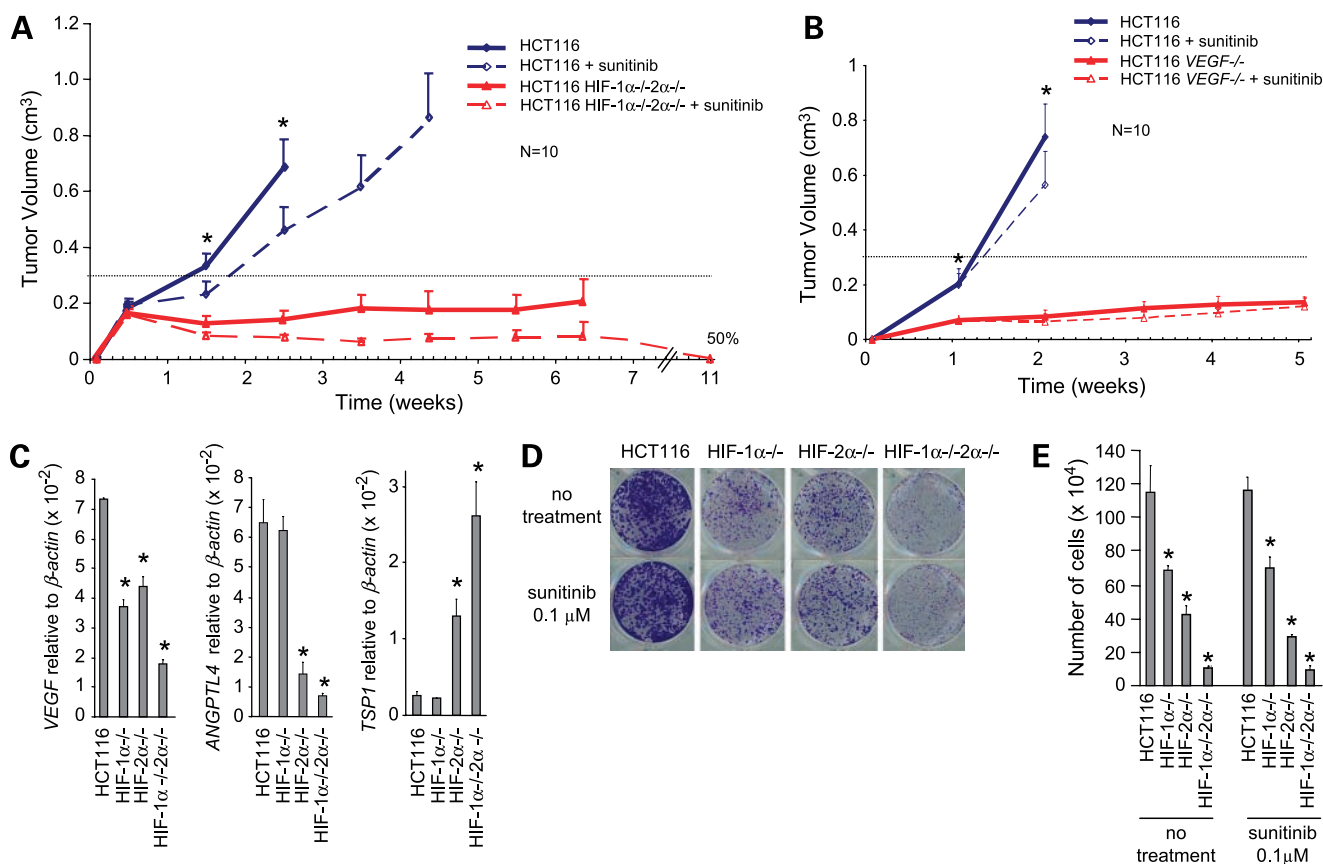 A
Tumor Volume (cm³)
1.2
1.0
0.8
0.6
0.4
0.2
0
HCT116
HCT116 + sunitinib
HCT116 HIF-1α-/-2α-/-
HCT116 HIF-1α-/-2α-/- + sunitinib
N=10
*
*
50%
0 1 2 3 4 5 6 7 11
Time (weeks)
B
Tumor Volume (cm³)
1
0.8
0.6
0.4
0.2
0
HCT116
HCT116 + sunitinib
HCT116 VEGF-/-
HCT116 VEGF-/- + sunitinib
N=10
*
*
0 1 2 3 4 5
Time (weeks)
C
VEGF relative to β-actin (x 10-2)
8
7
6
5
4
3
2
1
0
* * *
HCT116
HIF-1α-/-
HIF-2α-/-
HIF-1α -/-2α-/-
ANGPTL4 relative to β-actin (x 10-2)
8
7
6
5
4
3
2
1
0
* *
HCT116
HIF-1α-/-
HIF-2α-/-
HIF-1α-/-2α-/-
TSP1 relative to β-actin (x 10-2)
3
2
1
0
* *
HCT116
HIF-1α-/-
HIF-2α-/-
HIF-1α-/-2α -/-
D
HCT116 HIF-1α-/- HIF-2α-/- HIF-1α-/-2α-/-
no
treatment
sunitinib
0.1 μM
E
Number of cells (x 10⁴)
140
120
100
80
60
40
20
0
* * *
* * *
HCT116
HIF-1α-/-
HIF-2α-/-
HIF-1α-/-2α-/-
HCT116
HIF-1α-/-
HIF-2α-/-
HIF-1α-/-2α-/-
no
treatment
sunitinib
0.1μM